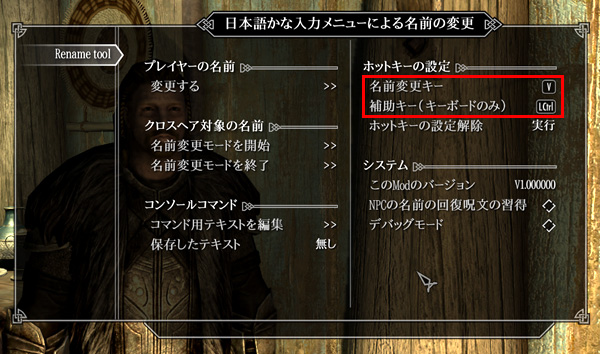 日本語かな入力メニューによる名前の変更
Rename tool
プレイヤーの名前
変更する >>
クロスヘア対象の名前
名前変更モードを開始 >>
名前変更モードを終了 >>
コンソールコマンド
コマンド用テキストを編集 >>
保存したテキスト 無し
ホットキーの設定
名前変更キー V
補助キー(キーボードのみ) LCtrl
ホットキーの設定解除 実行
システム
このModのバージョン V1.000000
NPCの名前の回復呪文の習得
デバッグモード